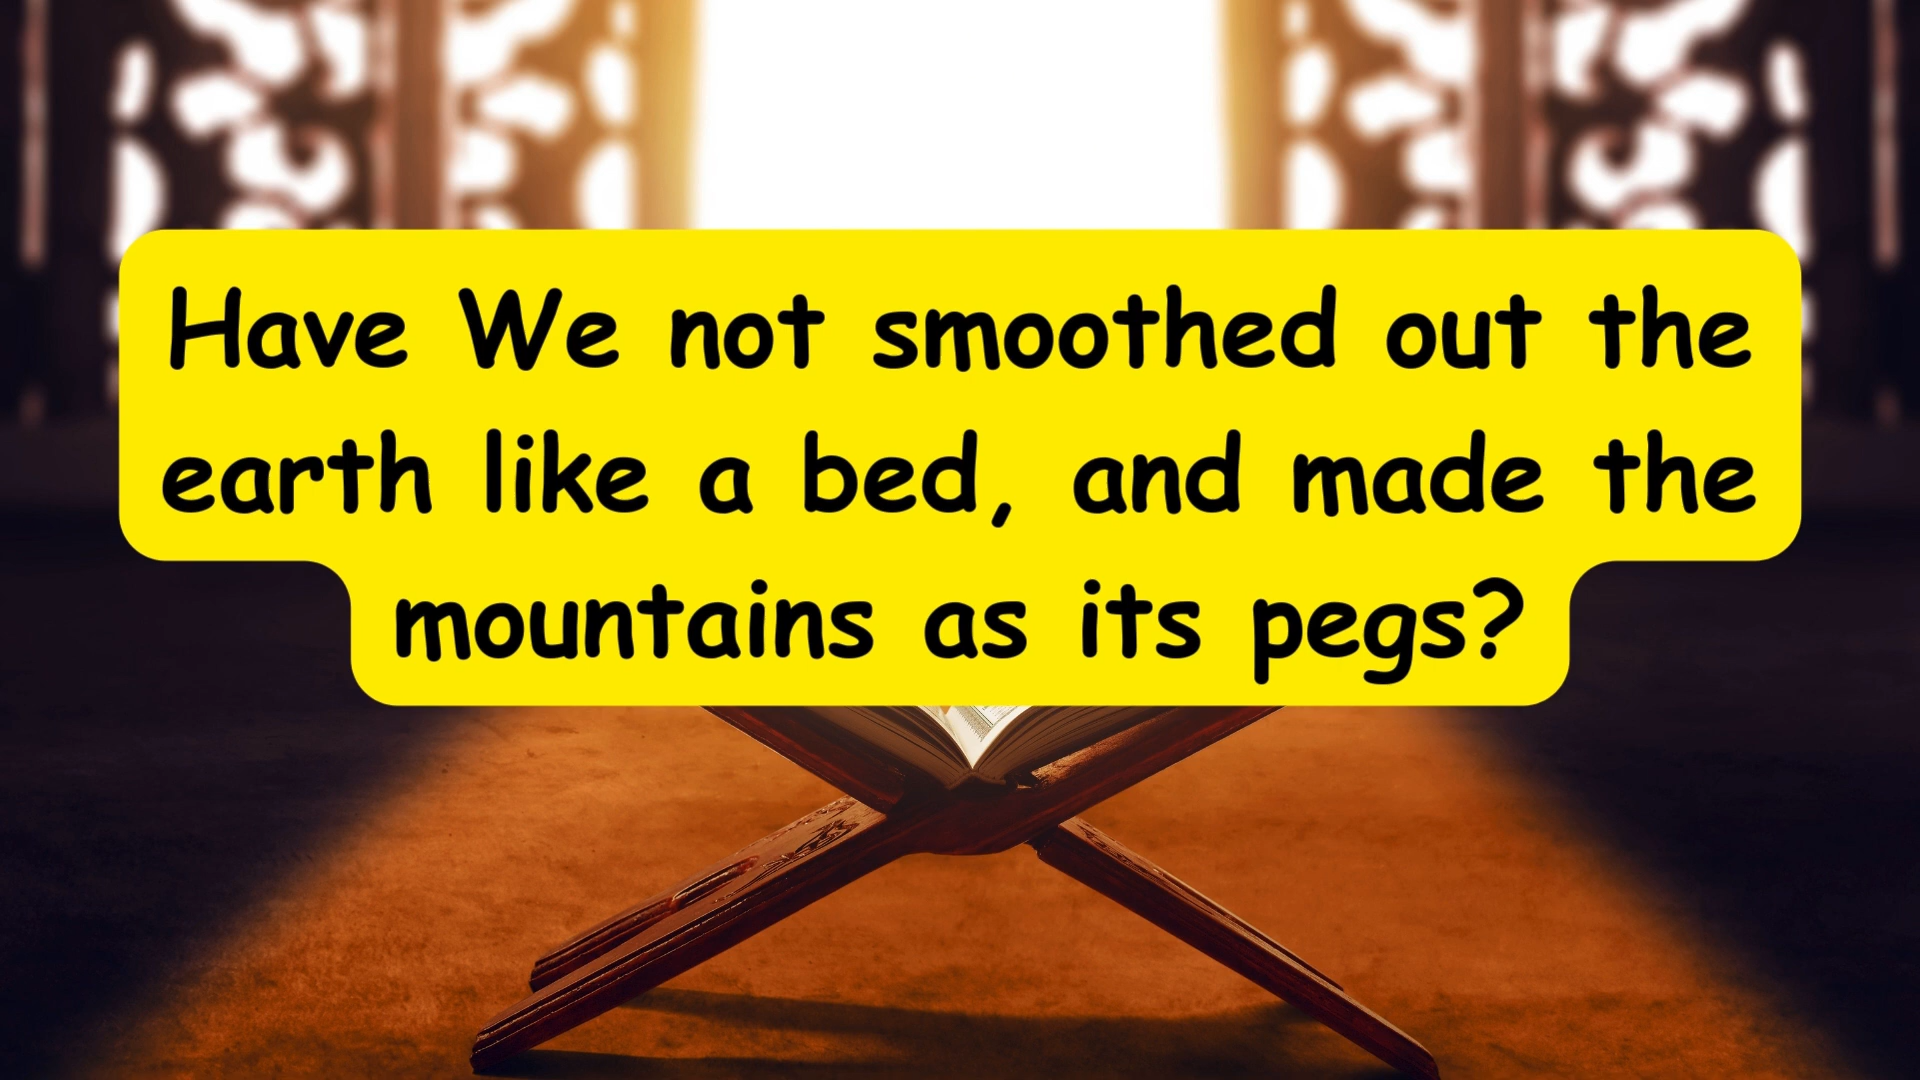 Have We not smoothed out the
earth like a bed, and made the
mountains as its pegs?